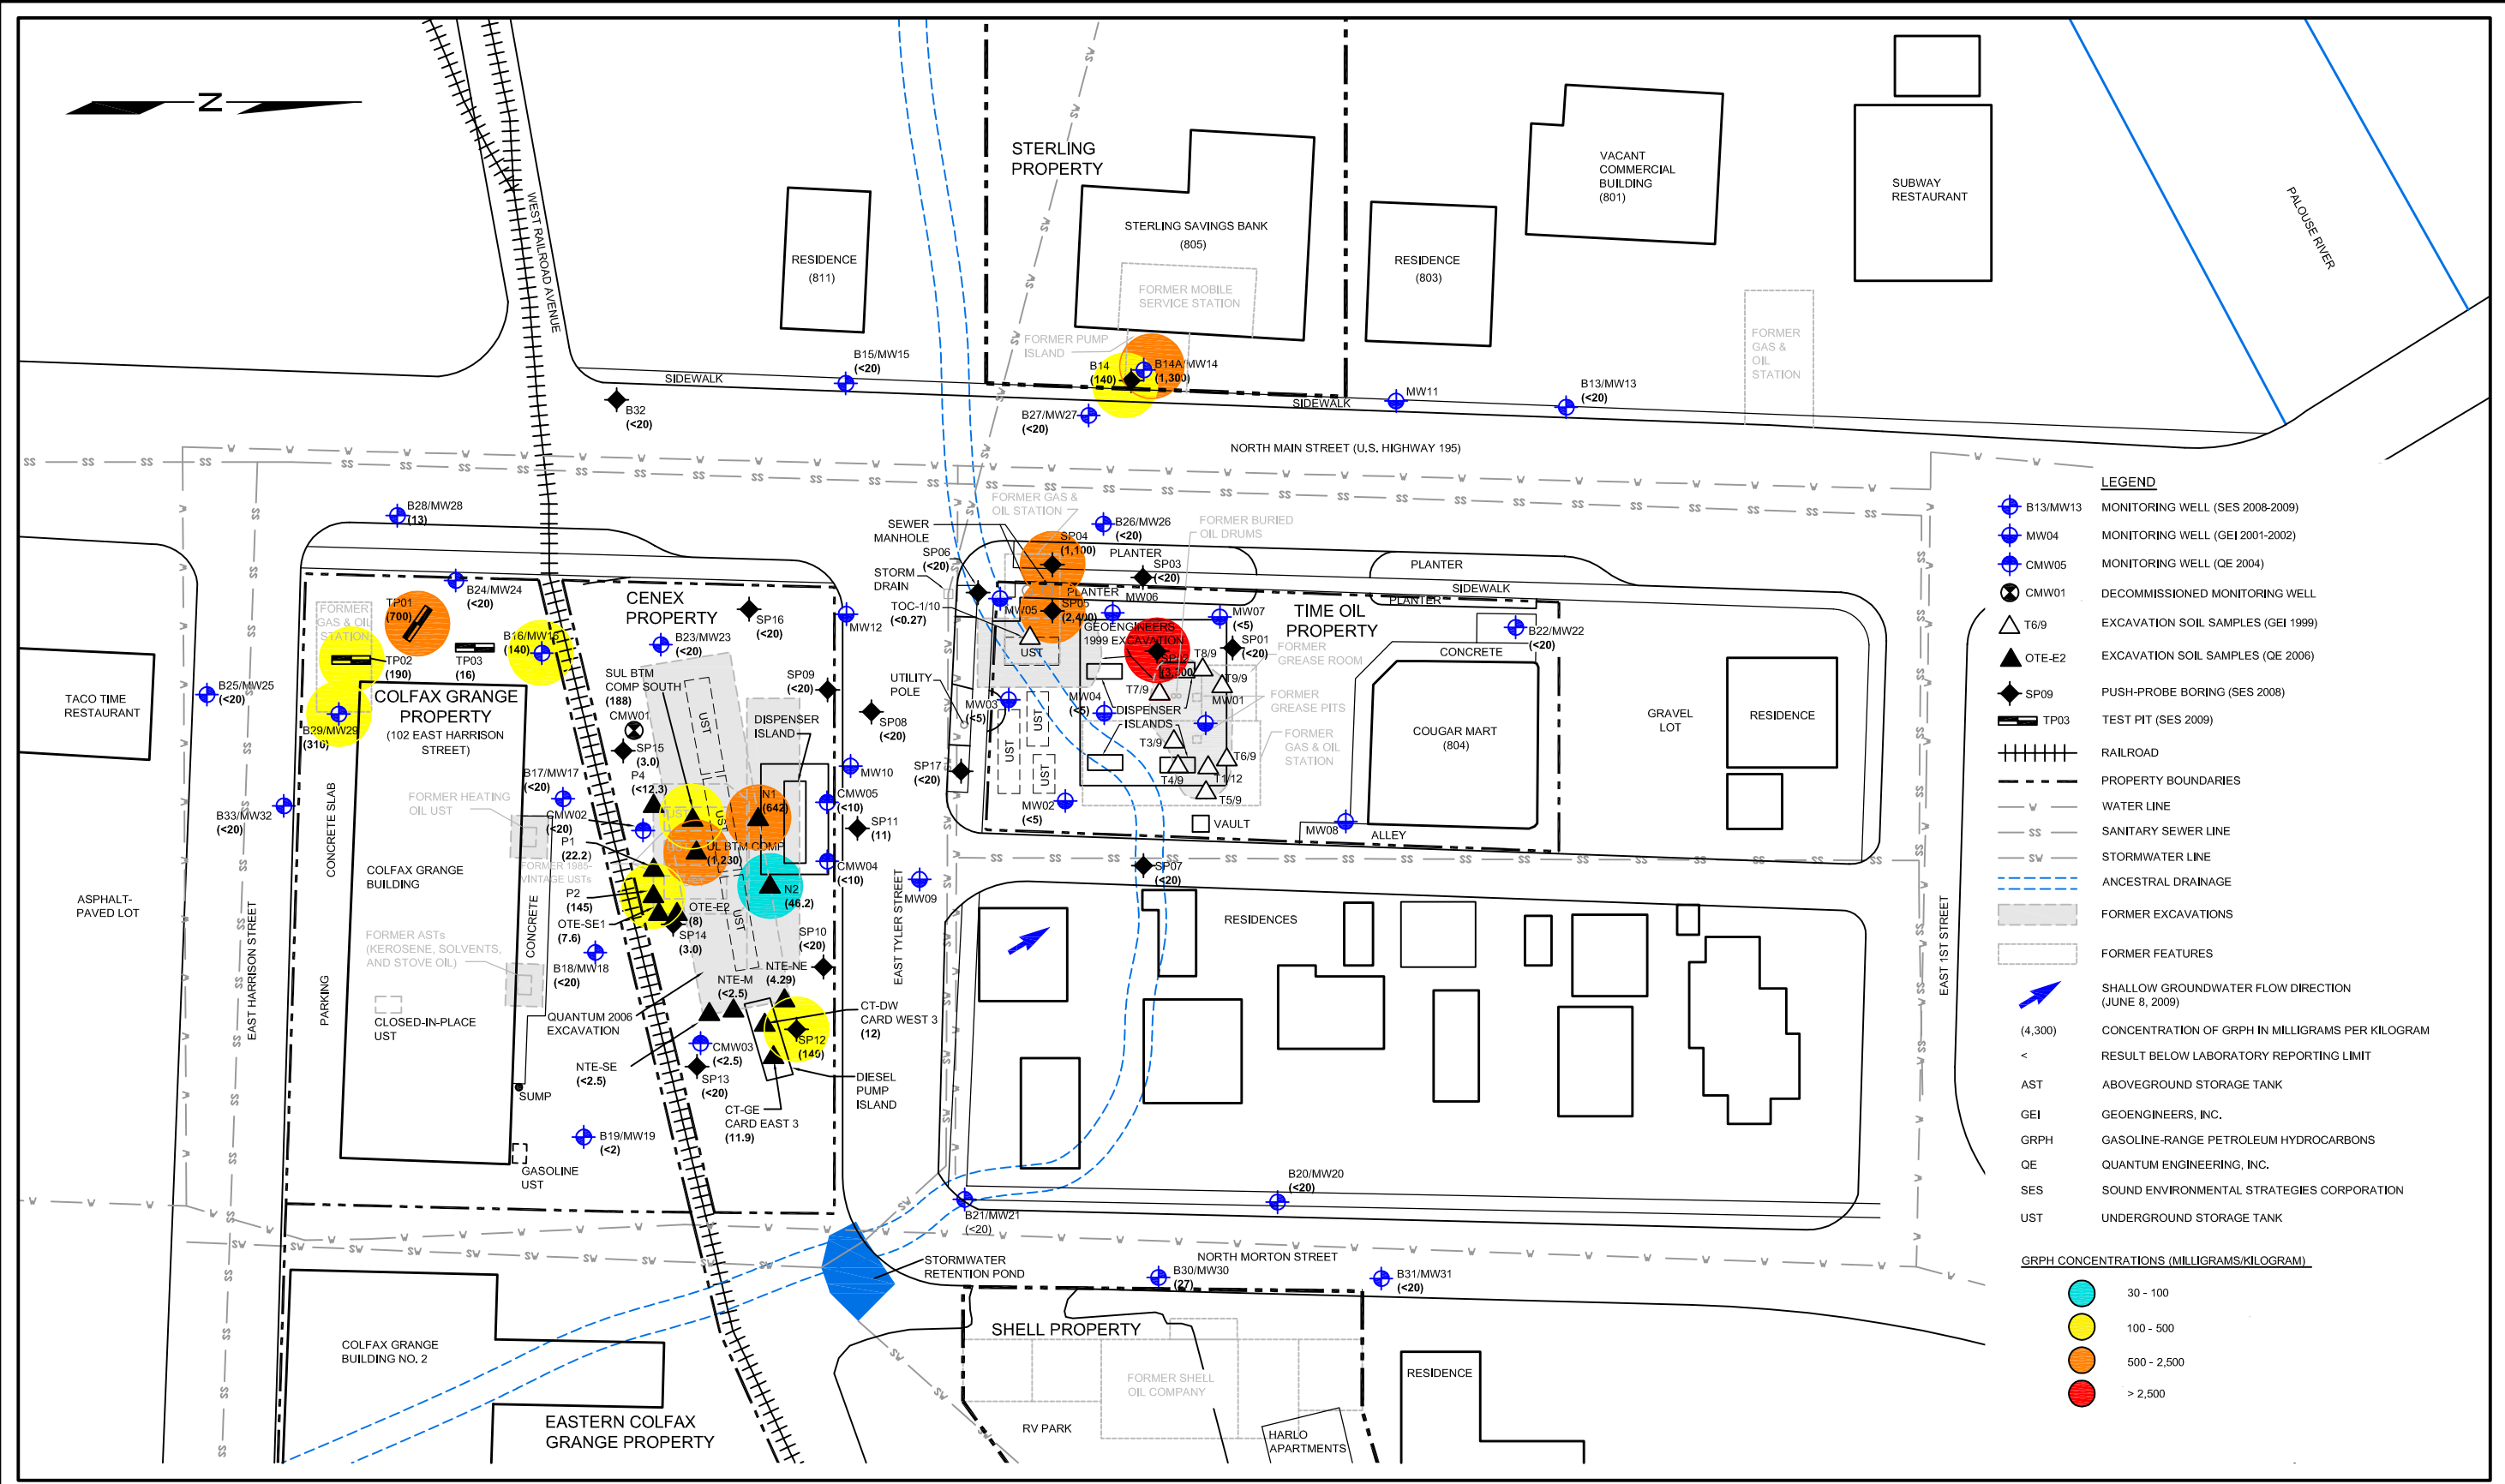 N
WEST RAILROAD AVENUE
STERLING
PROPERTY
STERLING SAVINGS BANK
(805)
FORMER MOBILE
SERVICE STATION
FORMER PUMP
ISLAND
RESIDENCE
(811)
RESIDENCE
(803)
VACANT
COMMERCIAL
BUILDING
(801)
SUBWAY
RESTAURANT
PALOUSE RIVER
FORMER
GAS &
OIL
STATION
B15/MW15
(<20)
B14
(140)
B14A/MW14
(1,300)
B27/MW27
(<20)
MW11
B13/MW13
(<20)
B32
(<20)
SIDEWALK
SIDEWALK
NORTH MAIN STREET (U.S. HIGHWAY 195)
B28/MW28
(13)
B24/MW24
(<20)
FORMER
GAS & OIL
STATION
TP01
(700)
TP02
(190)
TP03
(16)
B16/MW16
(140)
B29/MW29
(310)
B25/MW25
(<20)
B33/MW32
(<20)
TACO TIME
RESTAURANT
ASPHALT-
PAVED LOT
EAST HARRISON STREET
PARKING
CONCRETE SLAB
COLFAX GRANGE
PROPERTY
(102 EAST HARRISON
STREET)
COLFAX GRANGE
BUILDING
FORMER HEATING
OIL UST
FORMER ASTs
(KEROSENE, SOLVENTS,
AND STOVE OIL)
CLOSED-IN-PLACE
UST
CONCRETE
SUMP
GASOLINE
UST
B17/MW17
(<20)
B18/MW18
(<20)
B19/MW19
(<2)
CENEX
PROPERTY
SP16
(<20)
B23/MW23
(<20)
SUL BTM
COMP SOUTH
(188)
CMW01
SP15
(3.0)
P4
(<12.3)
CMW02
(<20)
P1
(22.2)
FORMER 1985-
VINTAGE USTs
P2
(145)
OTE-SE1
(7.6)
OTE-E2
(8)
SP14
(3.0)
UL BTM COMP
(1,230)
N1
(642)
N2
(46.2)
UST
UST
UST
UST
DISPENSER
ISLAND
SP09
(<20)
SP08
(<20)
MW12
MW10
CMW05
(<10)
SP11
(11)
CMW04
(<10)
SP10
(<20)
NTE-NE
(4.29)
NTE-M
(<2.5)
QUANTUM 2006
EXCAVATION
NTE-SE
(<2.5)
CMW03
(<2.5)
SP13
(<20)
SP12
(140)
CT-DW
CARD WEST 3
(12)
CT-GE
CARD EAST 3
(11.9)
DIESEL
PUMP
ISLAND
EAST TYLER STREET
MW09
SEWER
MANHOLE
SP06
(<20)
STORM
DRAIN
TOC-1/10
(<0.27)
UTILITY
POLE
MW03
(<5)
SP17
(<20)
MW02
(<5)
FORMER GAS &
OIL STATION
SP04
(1,100)
B26/MW26
(<20)
FORMER BURIED
OIL DRUMS
PLANTER
SP03
(<20)
PLANTER
MW05
SP05
(2,400)
MW06
MW07
(<5)
SP01
(<20)
GEOENGINEERS
1999 EXCAVATION
UST
UST
UST
UST
MW04
(<5)
DISPENSER
ISLANDS
T8/9
T7/9
T9/9
MW01
T3/9
T4/9
T6/9
T1/12
T5/9
FORMER
GREASE ROOM
FORMER
GREASE PITS
FORMER
GAS & OIL
STATION
TIME OIL
PROPERTY
PLANTER
SIDEWALK
PLANTER
B22/MW22
(<20)
CONCRETE
COUGAR MART
(804)
GRAVEL
LOT
RESIDENCE
VAULT
MW08
ALLEY
SP07
(<20)
RESIDENCES
EAST 1ST STREET
B20/MW20
(<20)
B21/MW21
(<20)
NORTH MORTON STREET
STORMWATER
RETENTION POND
B30/MW30
(27)
B31/MW31
(<20)
SHELL PROPERTY
FORMER SHELL
OIL COMPANY
RV PARK
HARLO
APARTMENTS
RESIDENCE
COLFAX GRANGE
BUILDING NO. 2
EASTERN COLFAX
GRANGE PROPERTY
LEGEND
B13/MW13 MONITORING WELL (SES 2008-2009)
MW04 MONITORING WELL (GEI 2001-2002)
CMW05 MONITORING WELL (QE 2004)
CMW01 DECOMMISSIONED MONITORING WELL
T6/9 EXCAVATION SOIL SAMPLES (GEI 1999)
OTE-E2 EXCAVATION SOIL SAMPLES (QE 2006)
SP09 PUSH-PROBE BORING (SES 2008)
TP03 TEST PIT (SES 2009)
RAILROAD
PROPERTY BOUNDARIES
W WATER LINE
SS SANITARY SEWER LINE
SW STORMWATER LINE
ANCESTRAL DRAINAGE
FORMER EXCAVATIONS
FORMER FEATURES
SHALLOW GROUNDWATER FLOW DIRECTION
(JUNE 8, 2009)
(4,300) CONCENTRATION OF GRPH IN MILLIGRAMS PER KILOGRAM
< RESULT BELOW LABORATORY REPORTING LIMIT
AST ABOVEGROUND STORAGE TANK
GEI GEOENGINEERS, INC.
GRPH GASOLINE-RANGE PETROLEUM HYDROCARBONS
QE QUANTUM ENGINEERING, INC.
SES SOUND ENVIRONMENTAL STRATEGIES CORPORATION
UST UNDERGROUND STORAGE TANK
GRPH CONCENTRATIONS (MILLIGRAMS/KILOGRAM)
30 - 100
100 - 500
500 - 2,500
> 2,500